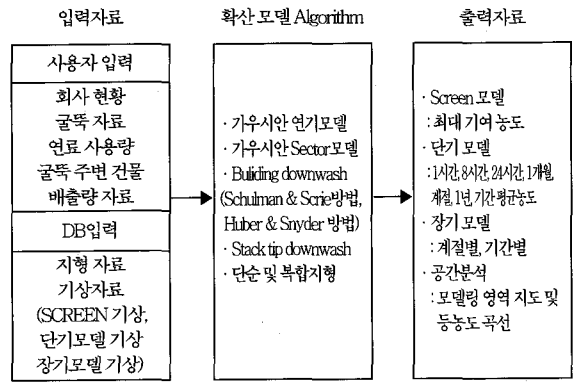 입력자료
사용자 입력
회사 현황
굴뚝 자료
연료 사용량
굴뚝 주변 건물
배출량 자료
DB입력
지형 자료
기상자료
(SCREEN 기상,
단기모델 기상
장기모델 기상)
확산 모델 Algorithm
· 가우시안 연기모델
· 가우시안 Sector모델
· Buliding downwash
(Schulman & Scrie방법,
Huber & Snyder 방법)
· Stack tip downwash
· 단순 및 복합지형
출력자료
· Screen 모델
: 최대 기여 농도
· 단기 모델
: 1시간, 8시간, 24시간, 1개월,
계절, 1년, 기간 평균농도
· 장기 모델
: 계절별, 기간별
· 공간분석
: 모델링 영역 지도 및
등농도 곡선